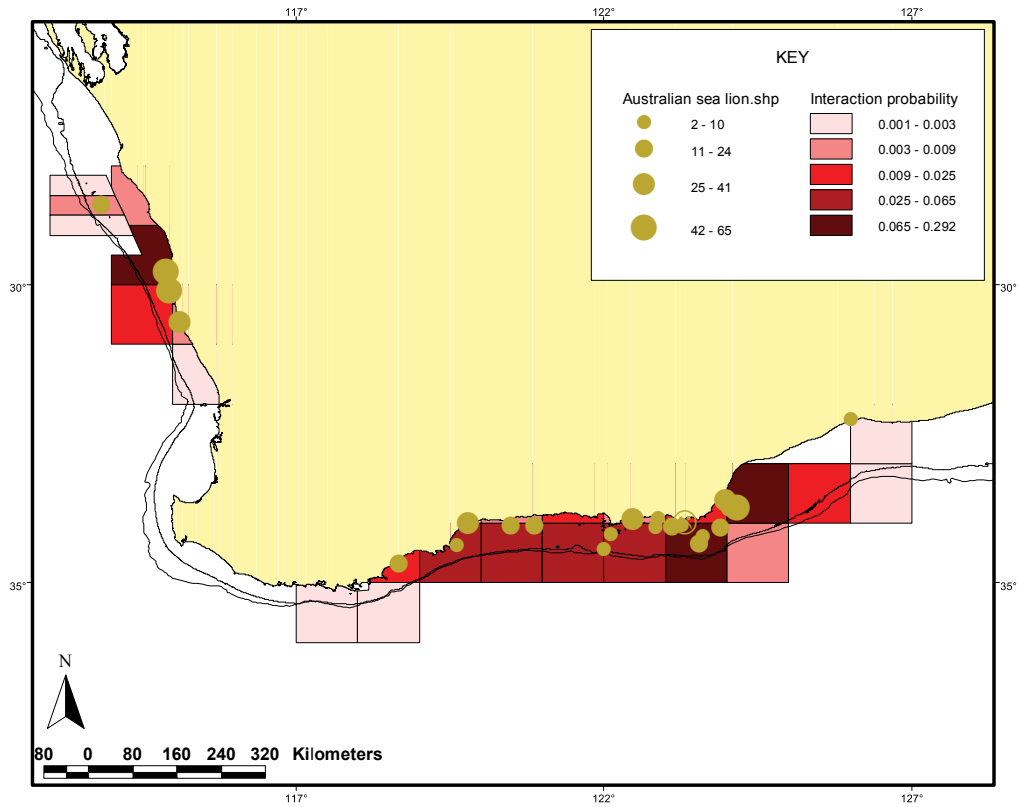 117° 122° 127°
KEY
Australian sea lion.shp Interaction probability
2 - 10 0.001 - 0.003
11 - 24 0.003 - 0.009
25 - 41 0.009 - 0.025
42 - 65 0.025 - 0.065
0.065 - 0.292
30° 30°
35° 35°
N
80 0 80 160 240 320 Kilometers
117° 122° 127°